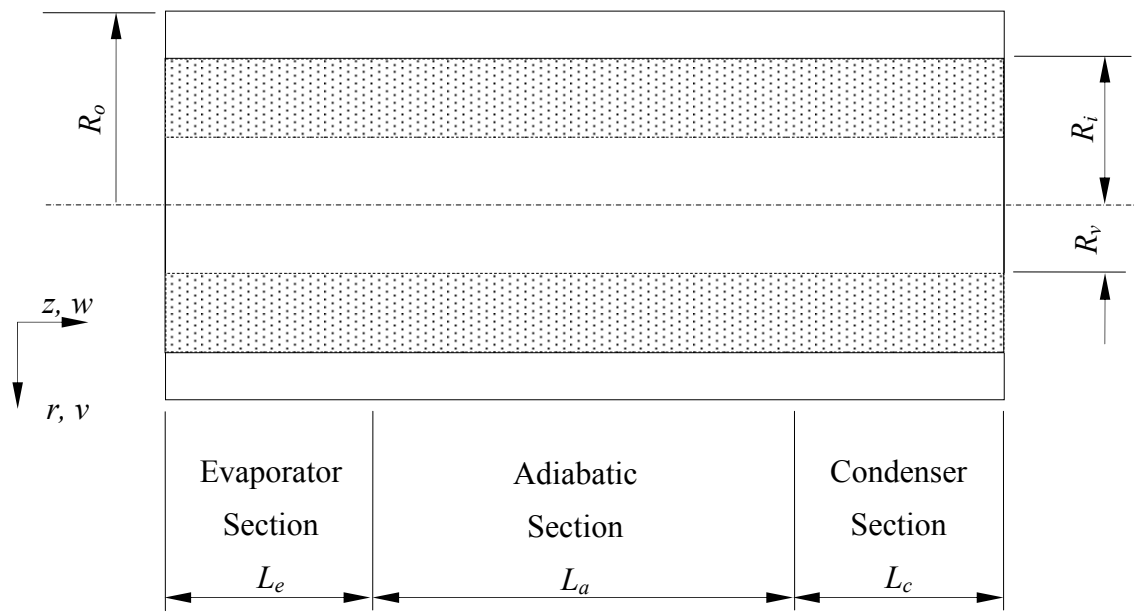 R_o
R_i
R_v
z, w
r, v
Evaporator
Section
L_e
Adiabatic
Section
L_a
Condenser
Section
L_c